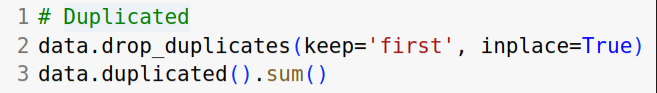 1 # Duplicated
2 data.drop_duplicates(keep='first', inplace=True)
3 data.duplicated().sum()